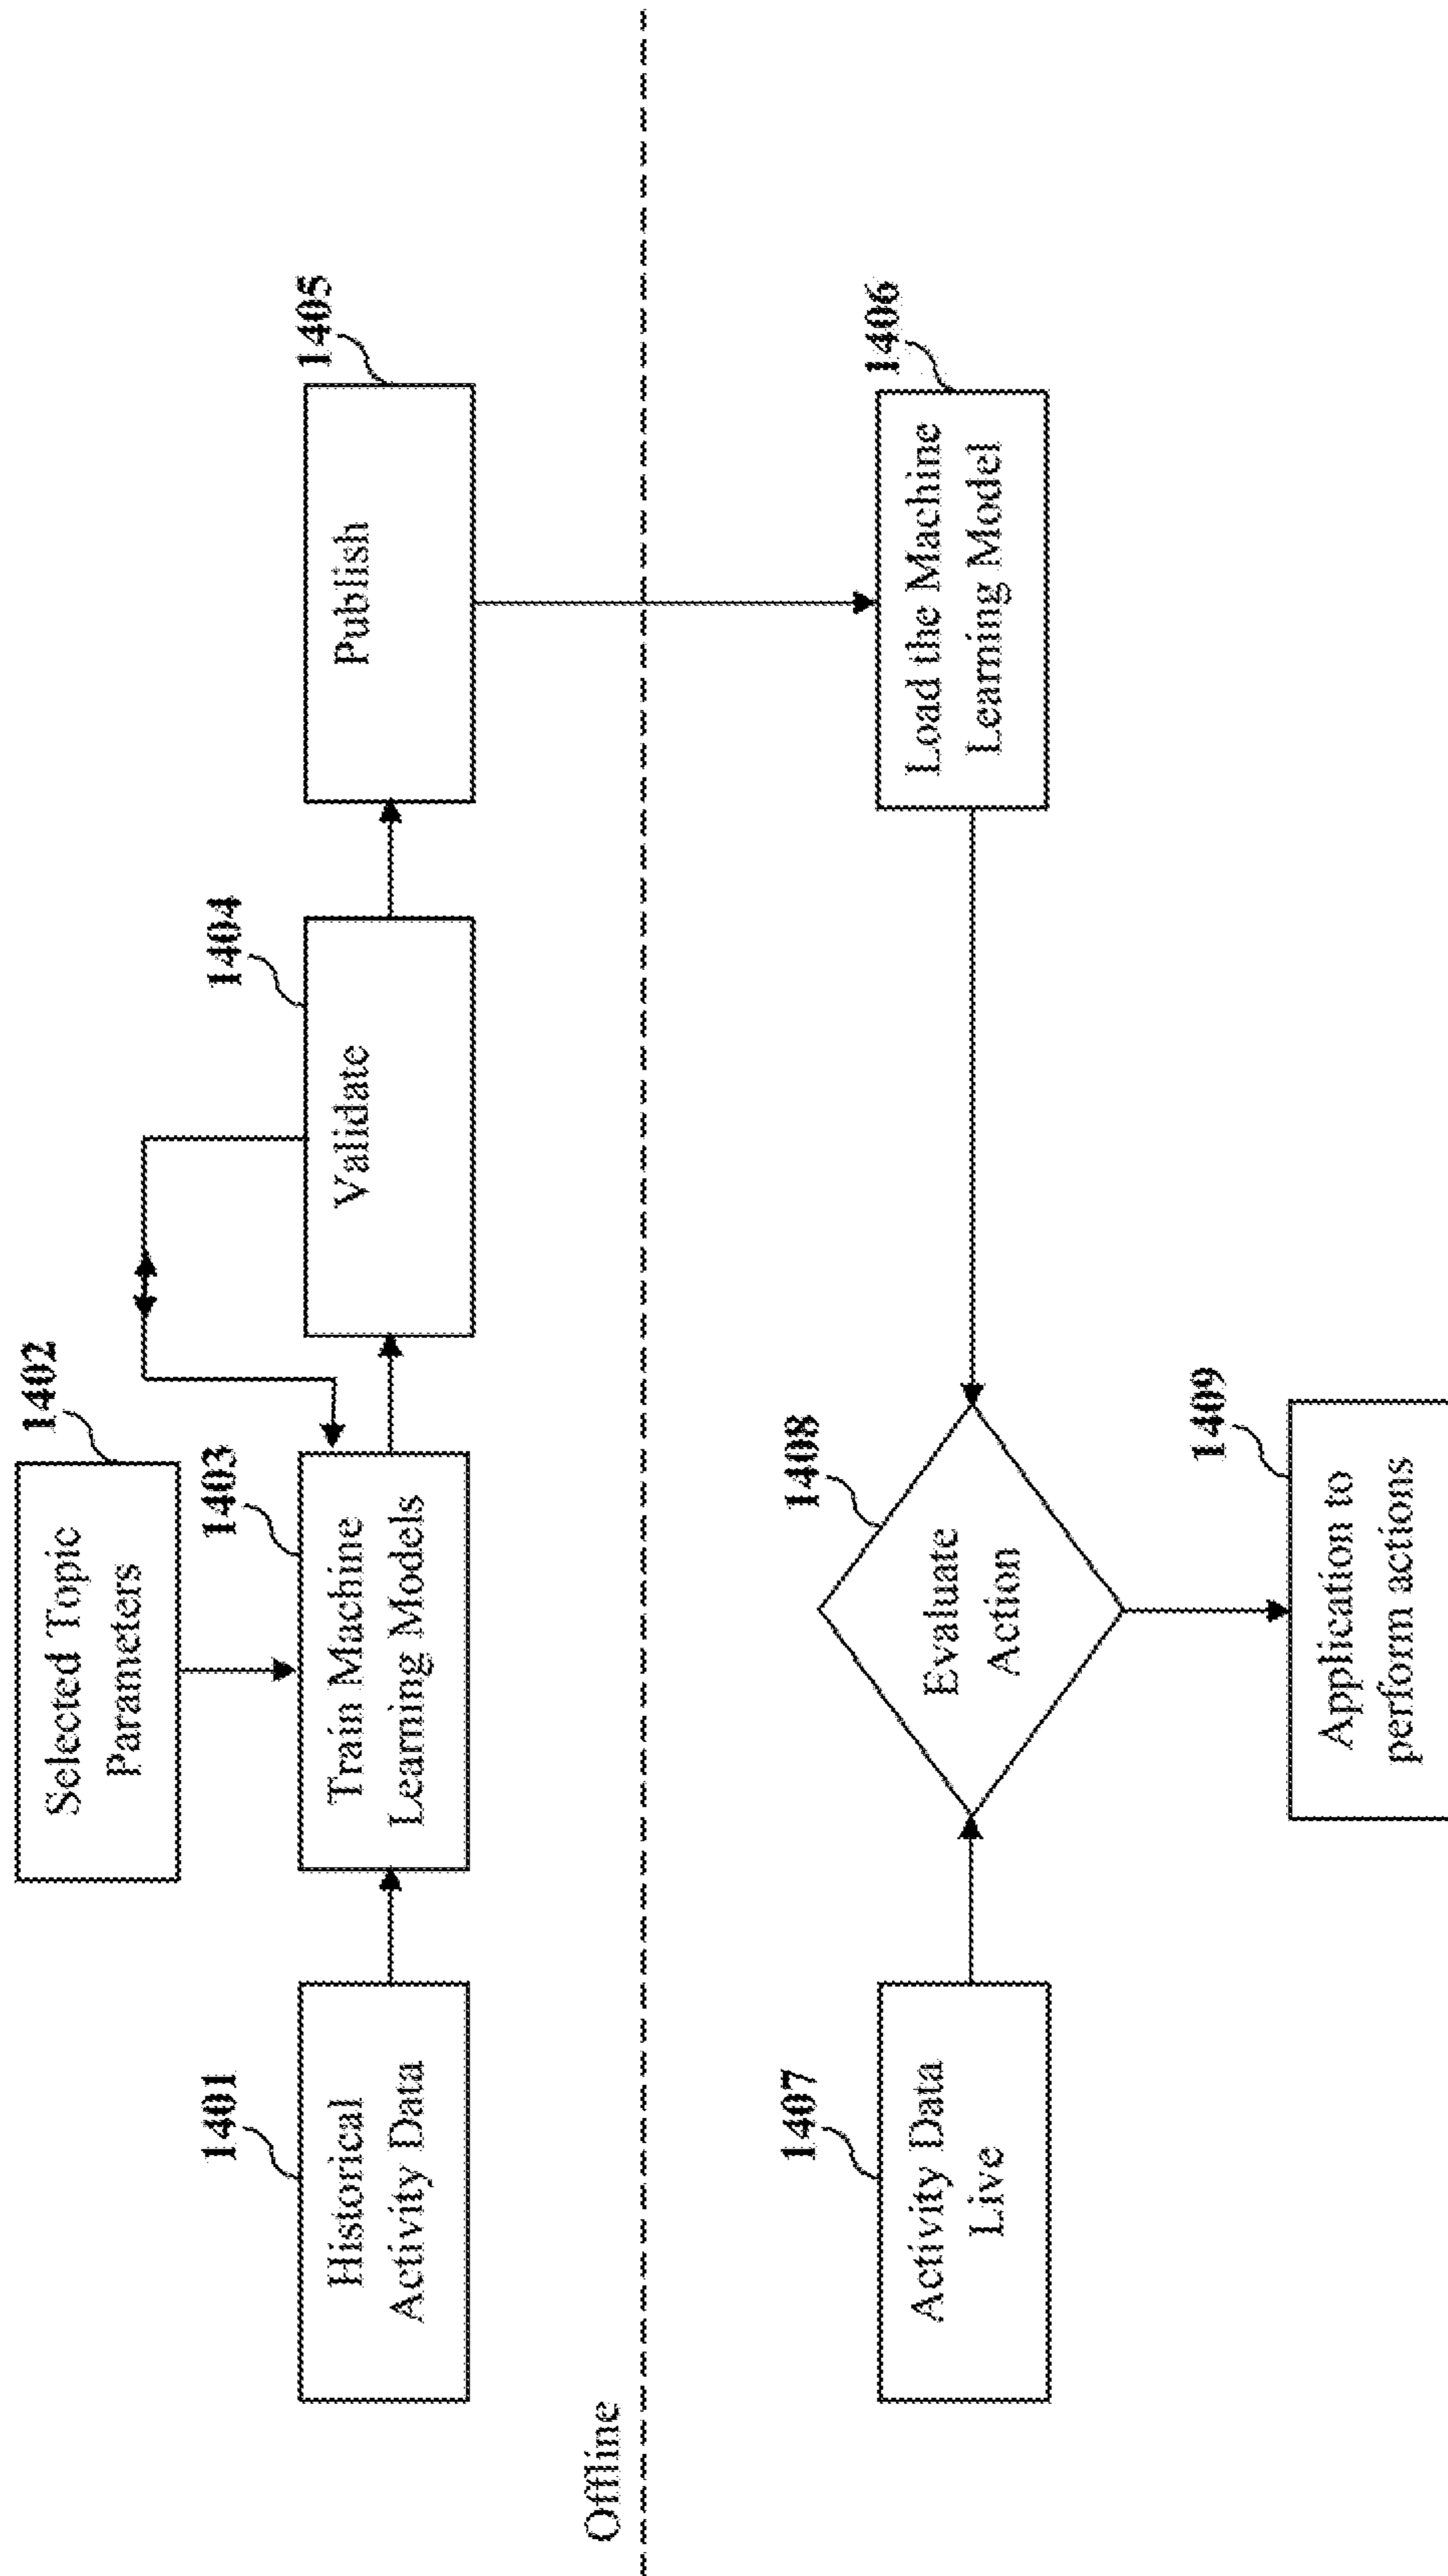 1402
Selected Topic
Parameters
1401
Historical
Activity Data
1403
Train Machine
Learning Models
1404
Validate
1405
Publish
Offline
1407
Activity Data
Live
1408
Evaluate
Action
1406
Load the Machine
Learning Model
1409
Application to
perform actions